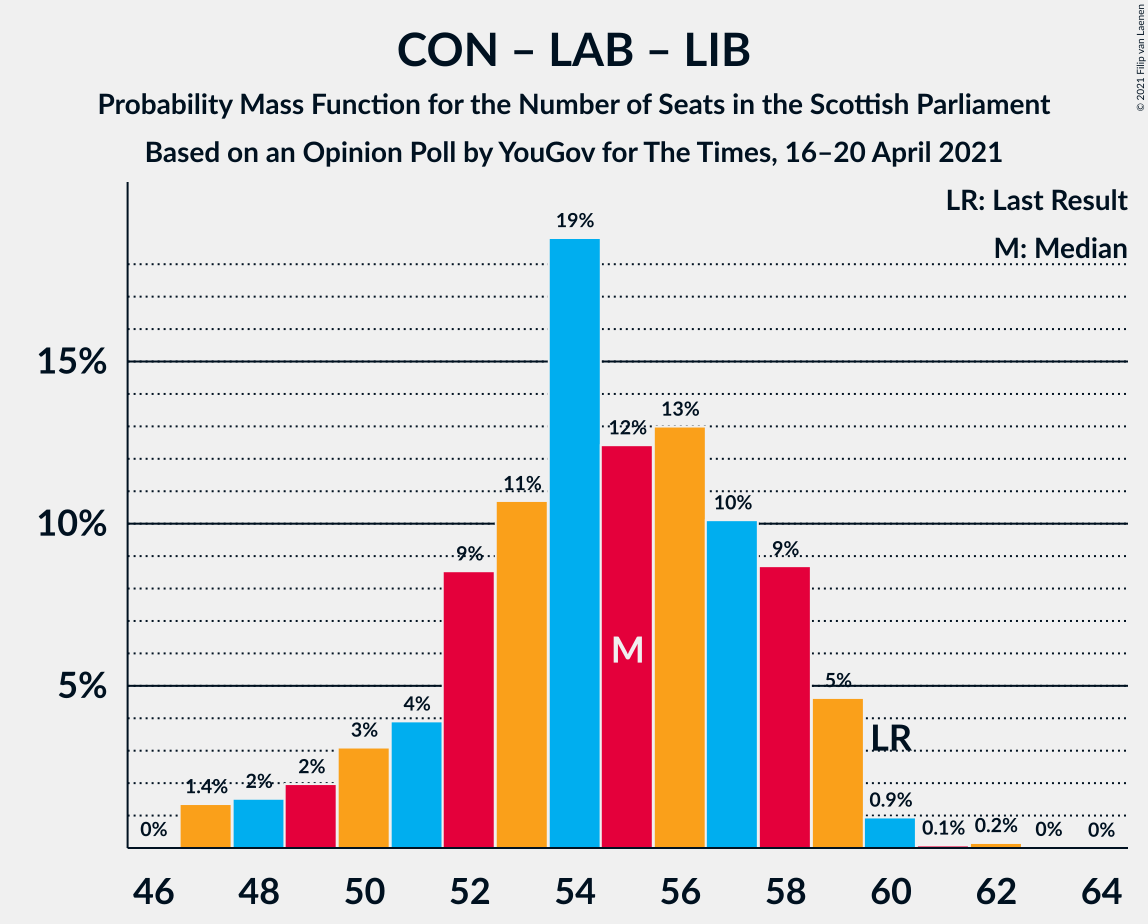 CON – LAB – LIB
Probability Mass Function for the Number of Seats in the Scottish Parliament
Based on an Opinion Poll by YouGov for The Times, 16–20 April 2021
© 2021 Filip van Laenen
LR: Last Result
M: Median
19%
15%
13%
12%
11%
10%
10%
9%
9%
M
5%
5%
4%
LR
3%
2%
1.4%
2%
0.9%
0%
0.1%
0.2%
0%
0%
46 48 50 52 54 56 58 60 62 64